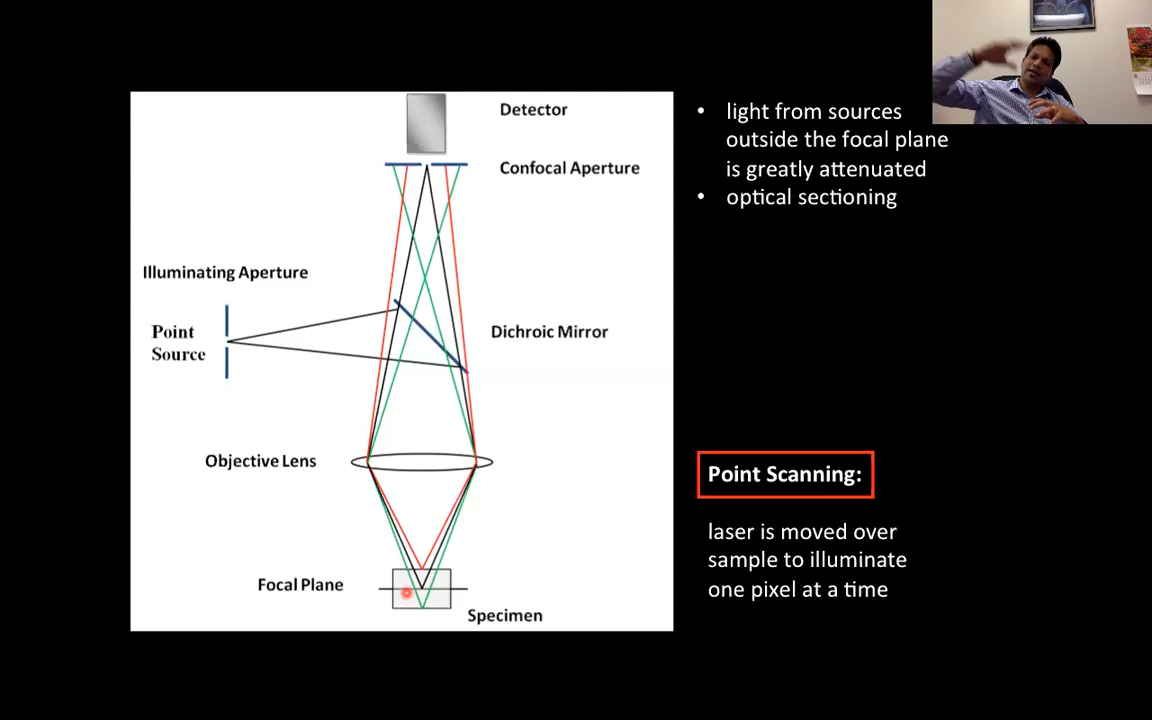 Detector
Confocal Aperture
Illuminating Aperture
Point
Source
Dichroic Mirror
Objective Lens
Focal Plane
Specimen
• light from sources
outside the focal plane
is greatly attenuated
• optical sectioning
Point Scanning:
laser is moved over
sample to illuminate
one pixel at a time